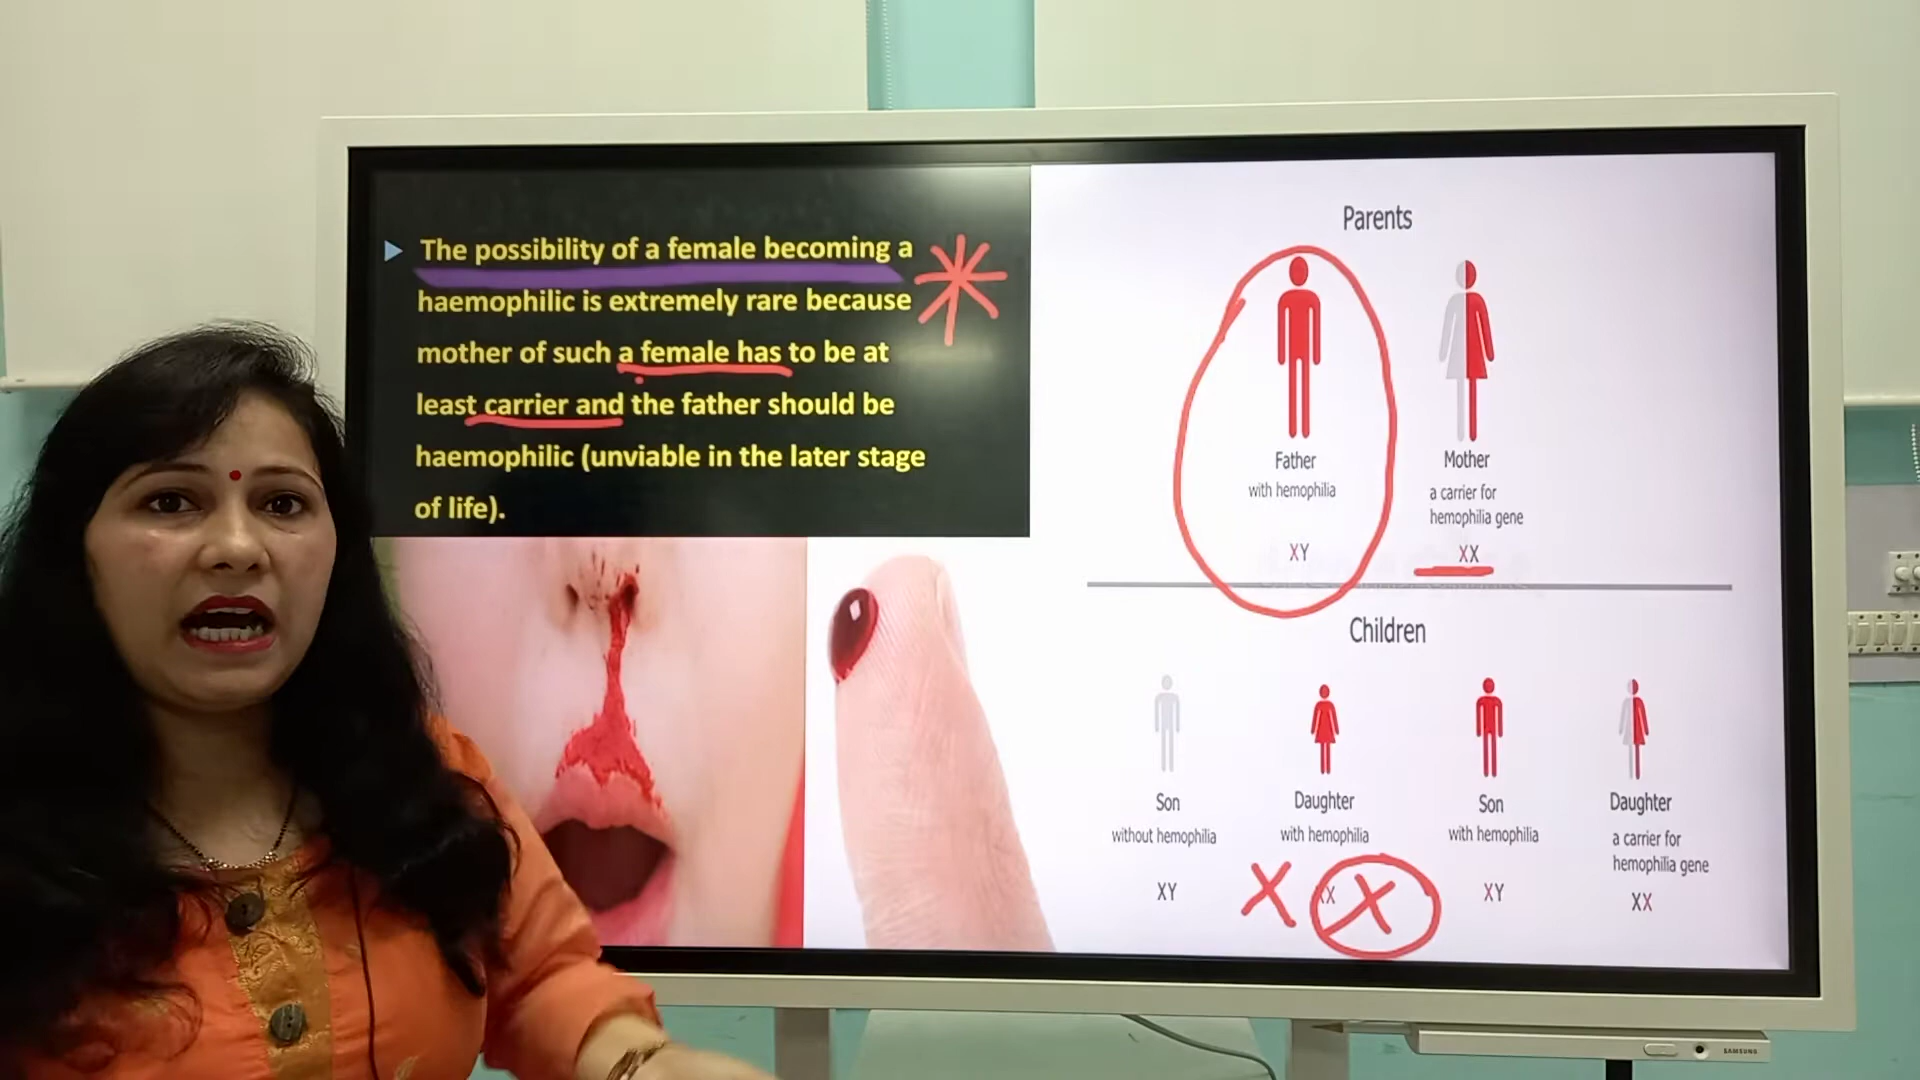 The possibility of a female becoming a
haemophilic is extremely rare because
mother of such a female has to be at
least carrier and the father should be
haemophilic (unviable in the later stage
of life).
Parents
Father
with hemophilia
XY
Mother
a carrier for
hemophilia gene
XX
Children
Son
without hemophilia
XY
Daughter
with hemophilia
XX
X X
Son
with hemophilia
XY
Daughter
a carrier for
hemophilia gene
XX
SAMSUNG